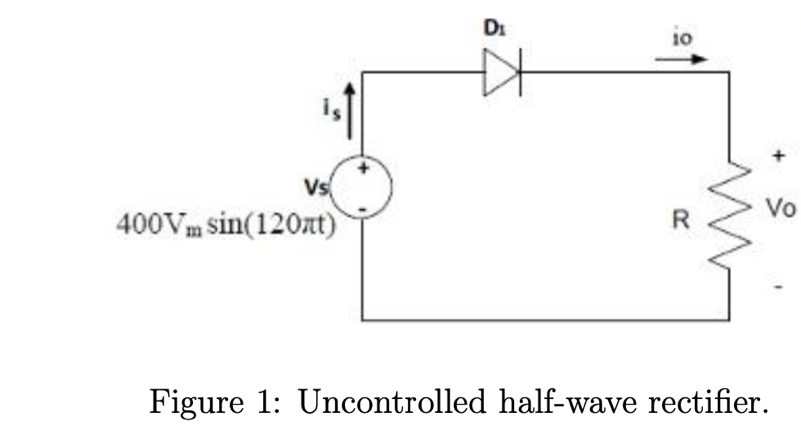 D₁
io
iₛ
+
Vs
+
-
400Vₘ sin(120πt)
R
Vo
-
Figure 1: Uncontrolled half-wave rectifier.